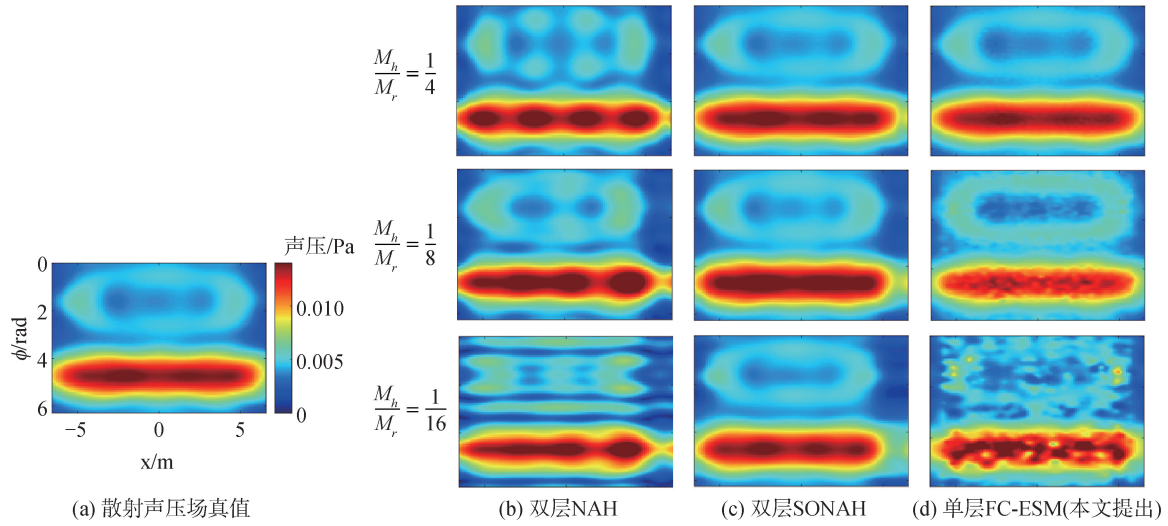 M_h/M_r = 1/4
M_h/M_r = 1/8
M_h/M_r = 1/16
声压/Pa
0.010
0.005
0
0
2
4
6
ϕ/rad
−5 0 5
x/m
(a) 散射声压场真值
(b) 双层NAH
(c) 双层SONAH
(d) 单层FC-ESM(本文提出)